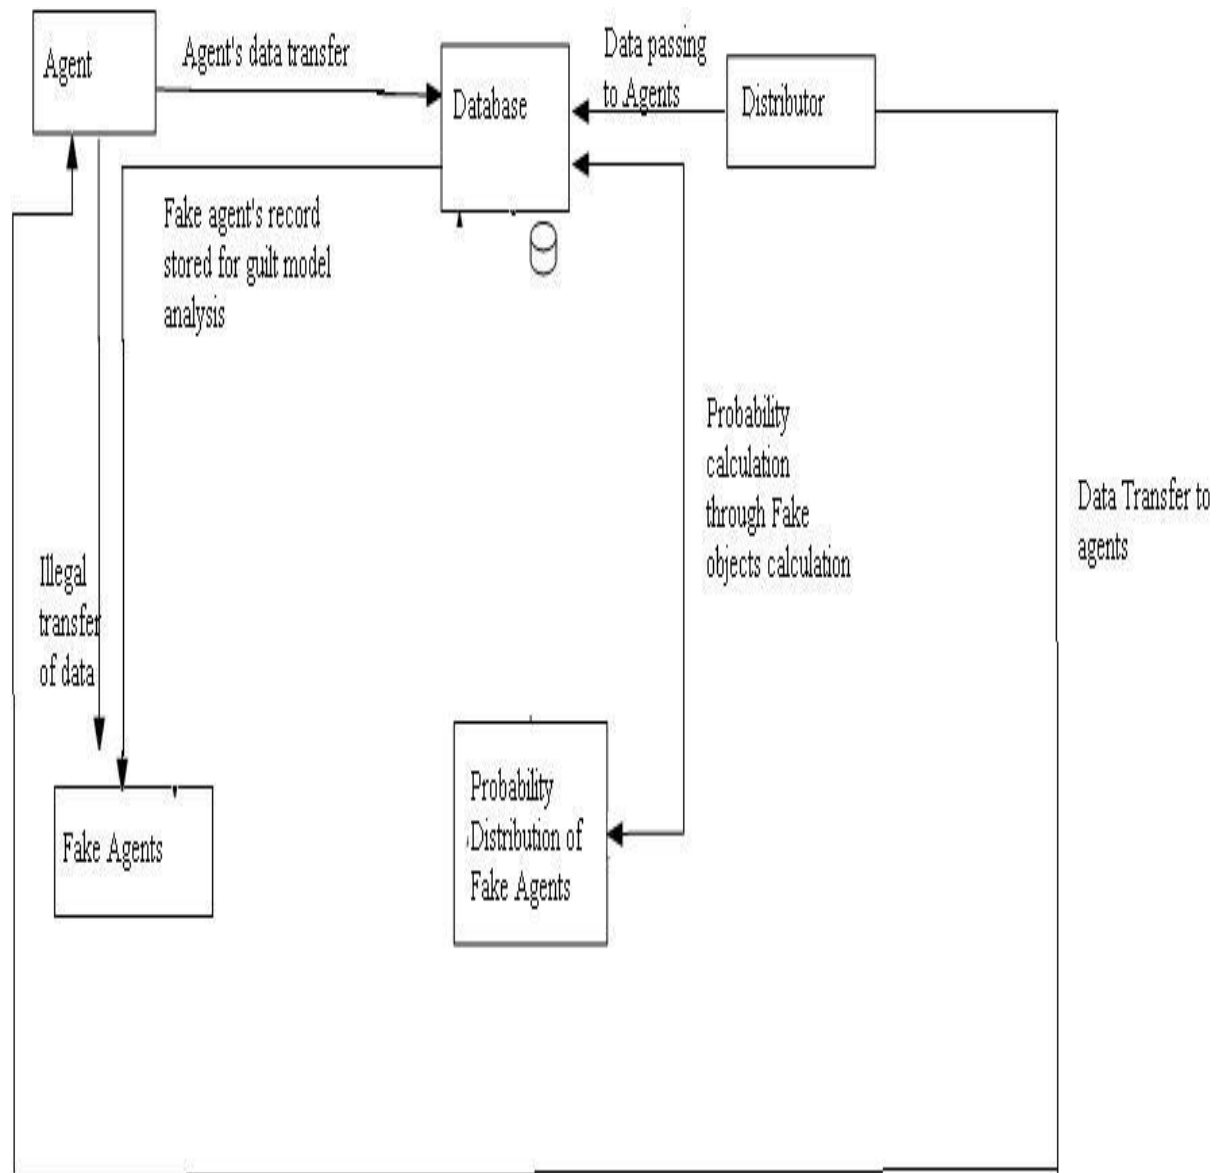 Agent
Agent's data transfer
Database
Data passing
to Agents
Distributor
Fake agent's record
stored for guilt model
analysis
Probability
calculation
through Fake
objects calculation
Data Transfer to
agents
Illegal
transfer
of data
Fake Agents
Probability
Distribution of
Fake Agents